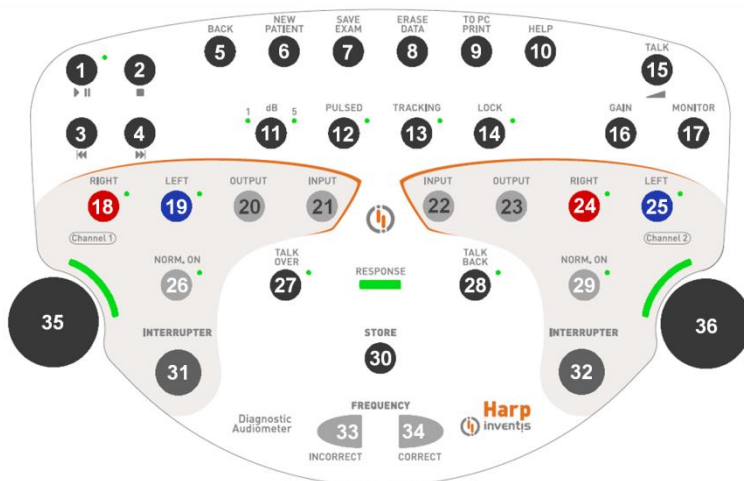 BACK
NEW
PATIENT
SAVE
EXAM
ERASE
DATA
TO PC
PRINT
HELP
TALK
1
2
5
6
7
8
9
10
15
3
4
1
dB
5
PULSED
TRACKING
LOCK
GAIN
MONITOR
11
12
13
14
16
17
RIGHT
LEFT
OUTPUT
INPUT
INPUT
OUTPUT
RIGHT
LEFT
18
19
20
21
22
23
24
25
Channel 1
Channel 2
NORM. ON
TALK
OVER
RESPONSE
TALK
BACK
NORM. ON
26
27
28
29
35
36
INTERRUPTER
STORE
INTERRUPTER
31
30
32
Diagnostic
Audiometer
FREQUENCY
33
34
INCORRECT
CORRECT
Harp
inventis